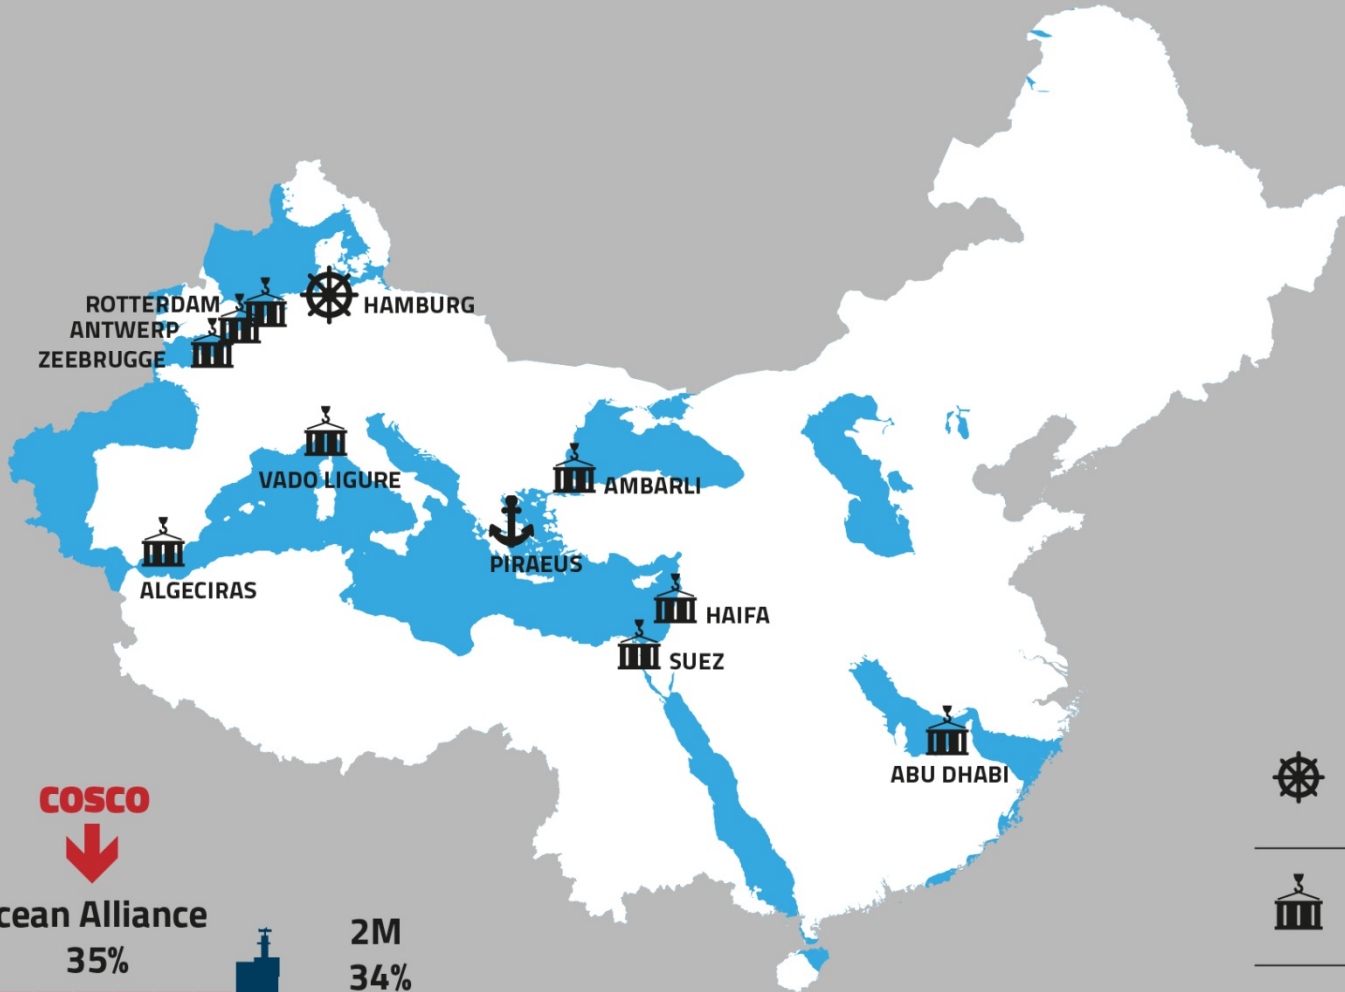 ROTTERDAM
HAMBURG
ANTWERP
ZEEBRUGGE
VADO LIGURE
AMBARLI
PIRAEUS
ALGECIRAS
HAIFA
SUEZ
ABU DHABI
COSCO
cean Alliance
35%
2M
34%